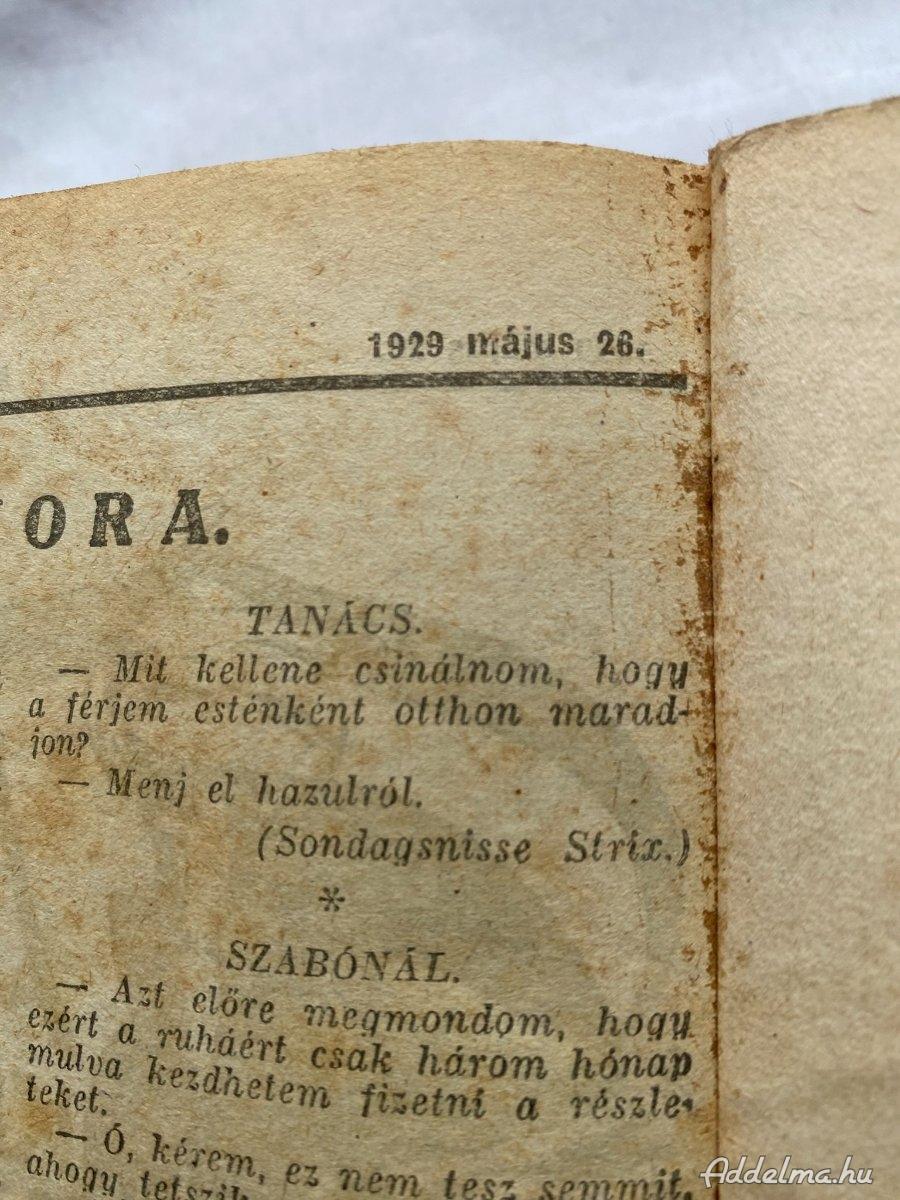 1929 május 26.
ORA.
TANÁCS.
— Mit kellene csinálnom, hogy
a férjem esténként otthon marad-
jon?
— Menj el hazulról.
(Sondagsnisse Strix.)
*
SZABÓNÁL.
— Azt előre megmondom, hogy
ezért a ruháért csak három hónap
mulva kezdhetem fizetni a részle-
teket.
— Ó, kérem, ez nem tesz semmit,
ahogy tetszik
Addelma.hu